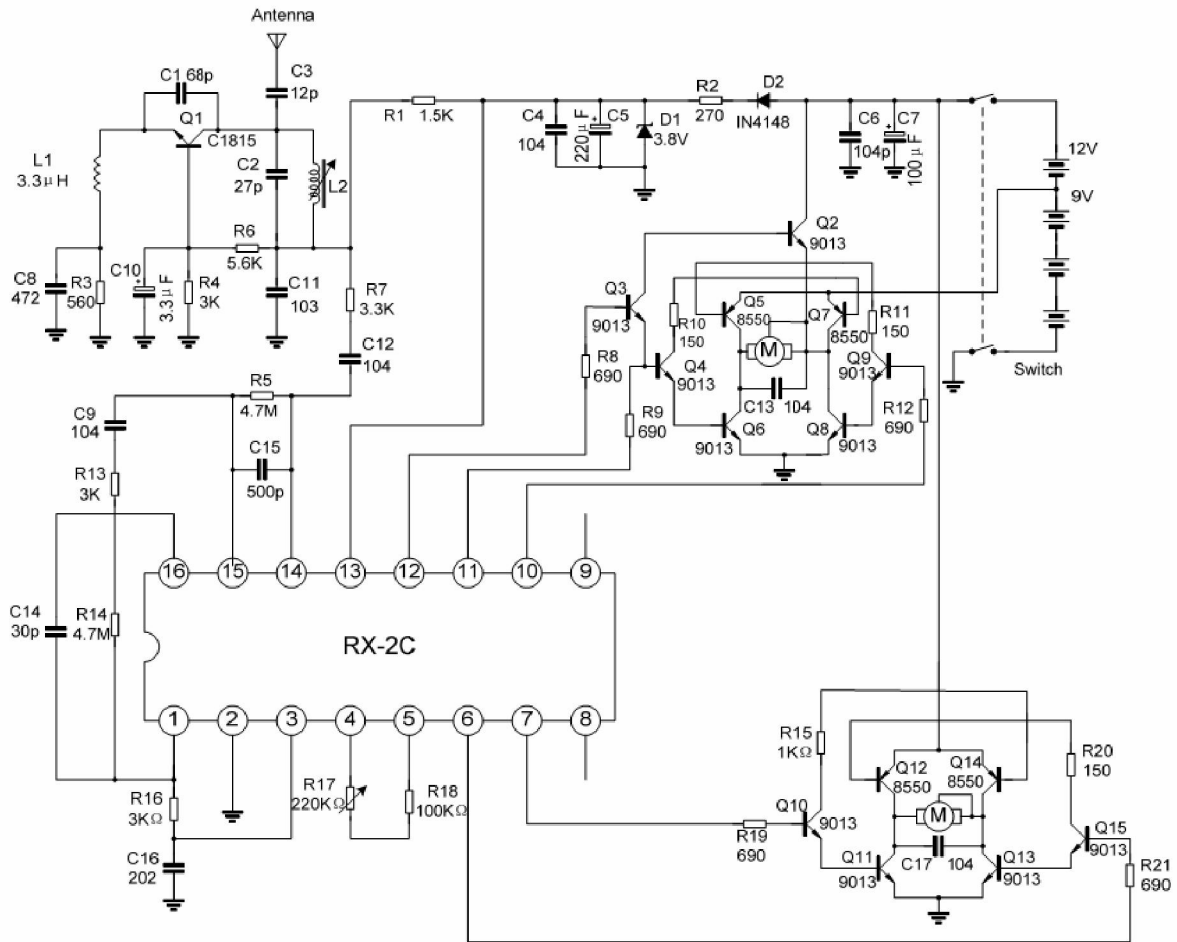 Antenna
C1 68p
Q1
C1815
C3
12p
R1 1.5K
C4
104
220μF
+
C5
D1
3.8V
R2
270
D2
IN4148
C6
104p
C7
+
100μF
12V
9V
L1
3.3μH
C2
27p
L2
Q2
9013
R6
5.6K
C8
472
R3
560
C10
+
3.3μF
R4
3K
C11
103
R7
3.3K
Q3
9013
R10
150
Q5
8550
Q7
8550
R11
150
M
C12
104
R8
690
Q4
9013
Q9
9013
Switch
R5
4.7M
C13 104
R9
690
Q6
9013
Q8
9013
R12
690
C9
104
C15
500p
R13
3K
16
15
14
13
12
11
10
9
C14
30p
R14
4.7M
RX-2C
1
2
3
4
5
6
7
8
R15
1KΩ
R20
150
Q12
8550
Q14
R16
3KΩ
R17
220KΩ
R18
100KΩ
Q10
9013
M
Q15
9013
R19
690
C16
202
Q11
9013
C17 104
Q13
9013
R21
690